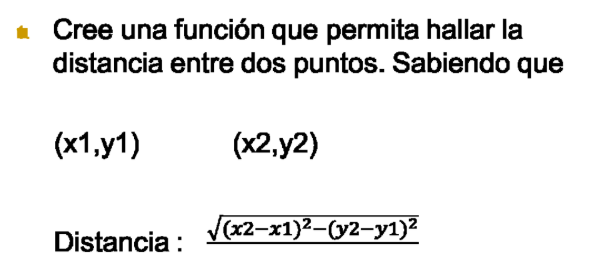 Cree una función que permita hallar la
distancia entre dos puntos. Sabiendo que
(x1,y1) (x2,y2)
Distancia : √(x2−x1)²−(y2−y1)²